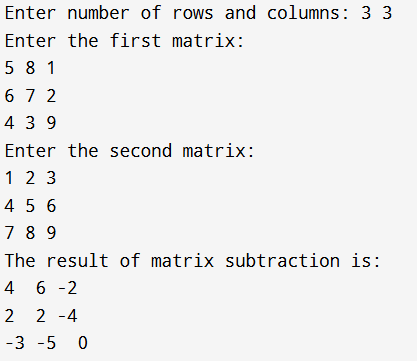 Enter number of rows and columns: 3 3
Enter the first matrix:
5 8 1
6 7 2
4 3 9
Enter the second matrix:
1 2 3
4 5 6
7 8 9
The result of matrix subtraction is:
4  6 -2
2  2 -4
-3 -5  0